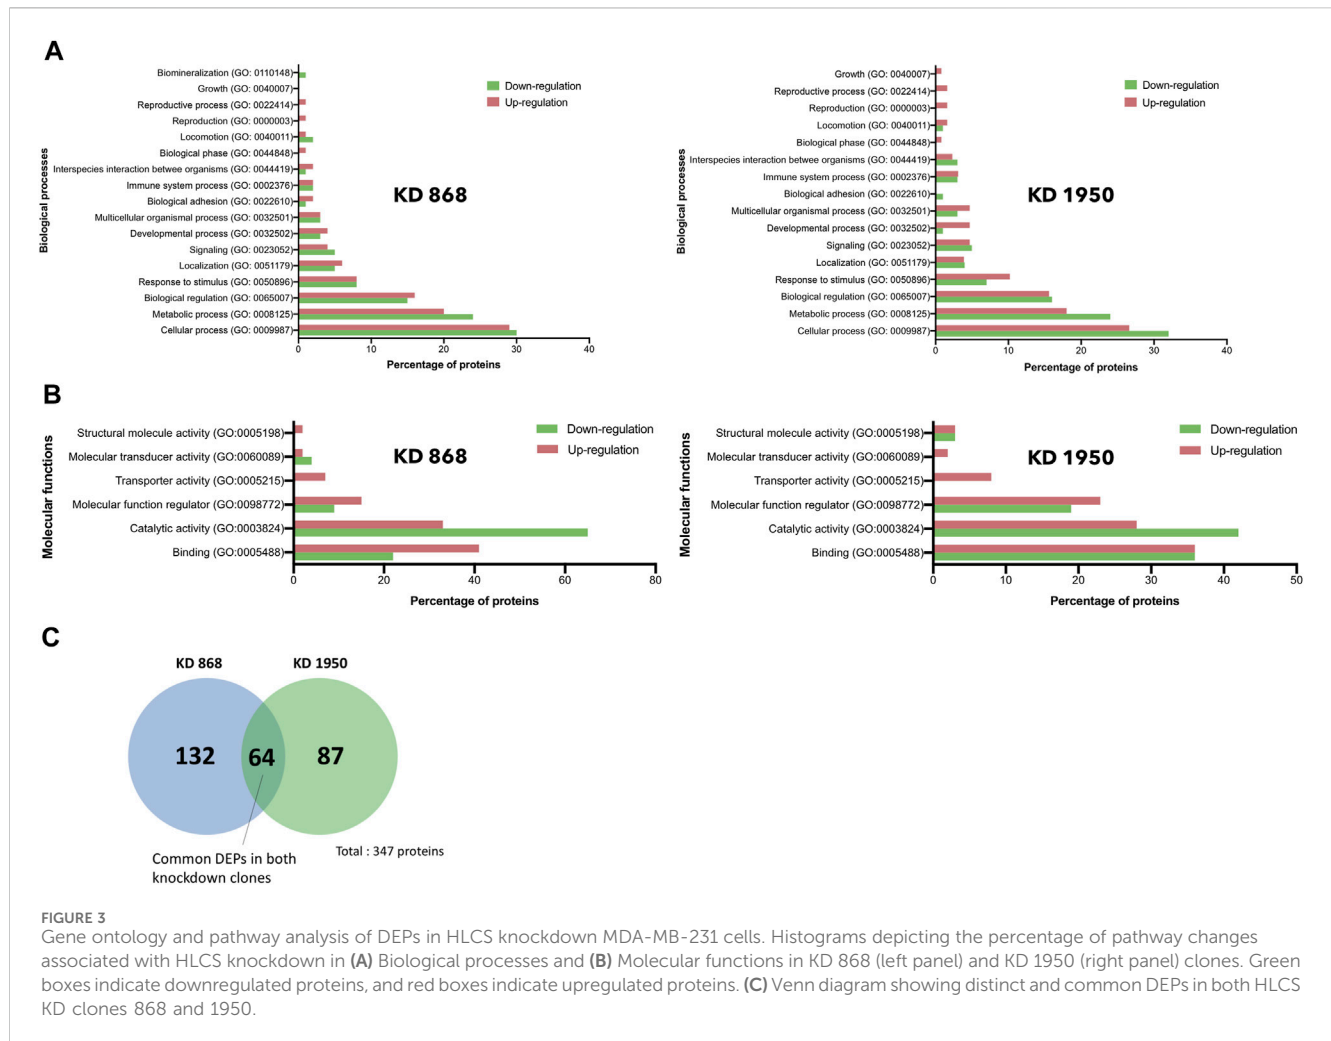 A
Biological processes
Biomineralization (GO: 0110148)
Growth (GO: 0040007)
Reproductive process (GO: 0022414)
Reproduction (GO: 0000003)
Locomotion (GO: 0040011)
Biological phase (GO: 0044848)
Interspecies interaction betwee organisms (GO: 0044419)
Immune system process (GO: 0002376)
Biological adhesion (GO: 0022610)
Multicellular organismal process (GO: 0032501)
Developmental process (GO: 0032502)
Signaling (GO: 0023052)
Localization (GO: 0051179)
Response to stimulus (GO: 0050896)
Biological regulation (GO: 0065007)
Metabolic process (GO: 0008125)
Cellular process (GO: 0009987)
0 10 20 30 40
Percentage of proteins
Down-regulation
Up-regulation
KD 868
Biological processes
Growth (GO: 0040007)
Reproductive process (GO: 0022414)
Reproduction (GO: 0000003)
Locomotion (GO: 0040011)
Biological phase (GO: 0044848)
Interspecies interaction betwee organisms (GO: 0044419)
Immune system process (GO: 0002376)
Biological adhesion (GO: 0022610)
Multicellular organismal process (GO: 0032501)
Developmental process (GO: 0032502)
Signaling (GO: 0023052)
Localization (GO: 0051179)
Response to stimulus (GO: 0050896)
Biological regulation (GO: 0065007)
Metabolic process (GO: 0008125)
Cellular process (GO: 0009987)
0 10 20 30 40
Percentage of proteins
Down-regulation
Up-regulation
KD 1950
B
Molecular functions
Structural molecule activity (GO:0005198)
Molecular transducer activity (GO:0060089)
Transporter activity (GO:0005215)
Molecular function regulator (GO:0098772)
Catalytic activity (GO:0003824)
Binding (GO:0005488)
0 20 40 60 80
Percentage of proteins
Down-regulation
Up-regulation
KD 868
Molecular functions
Structural molecule activity (GO:0005198)
Molecular transducer activity (GO:0060089)
Transporter activity (GO:0005215)
Molecular function regulator (GO:0098772)
Catalytic activity (GO:0003824)
Binding (GO:0005488)
0 10 20 30 40 50
Percentage of proteins
Down-regulation
Up-regulation
KD 1950
C
KD 868 KD 1950
132 64 87
Total : 347 proteins
Common DEPs in both
knockdown clones
FIGURE 3
Gene ontology and pathway analysis of DEPs in HLCS knockdown MDA-MB-231 cells. Histograms depicting the percentage of pathway changes
associated with HLCS knockdown in (A) Biological processes and (B) Molecular functions in KD 868 (left panel) and KD 1950 (right panel) clones. Green
boxes indicate downregulated proteins, and red boxes indicate upregulated proteins. (C) Venn diagram showing distinct and common DEPs in both HLCS
KD clones 868 and 1950.